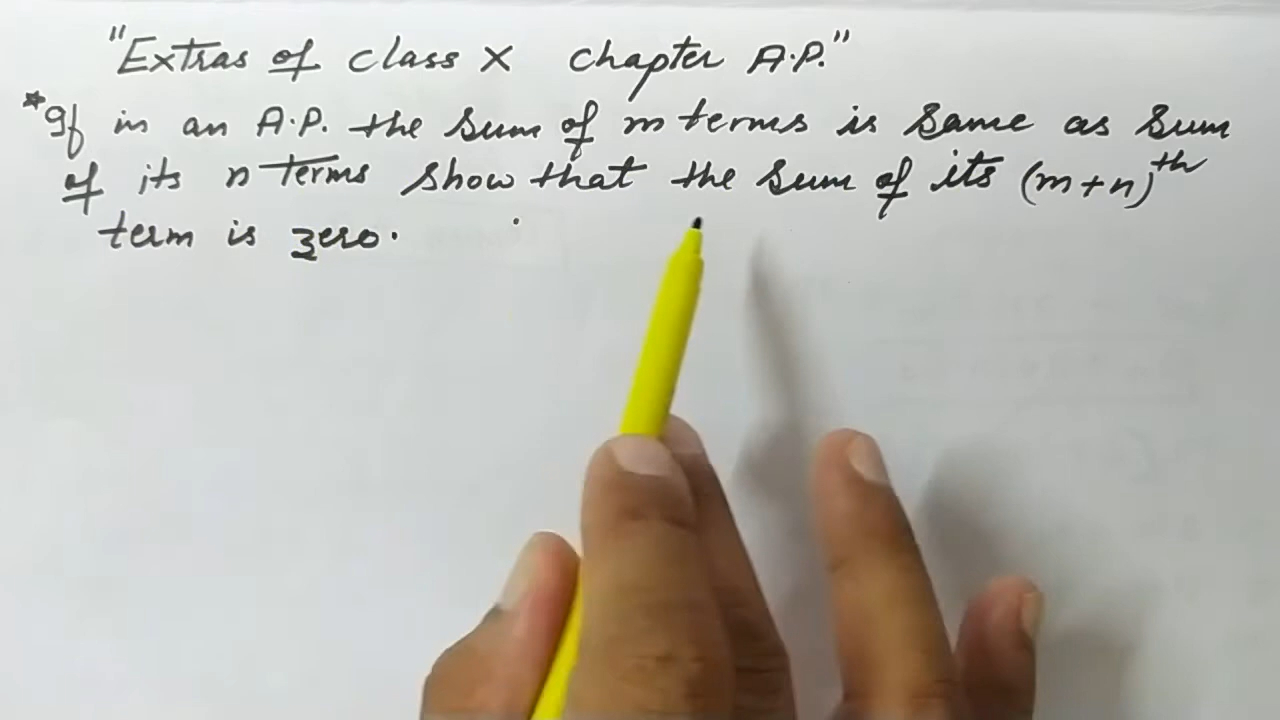 "Extras of class X chapter A.P."
*If in an A.P. the sum of m terms is same as sum
of its n terms show that the sum of its (m+n)th
term is zero.